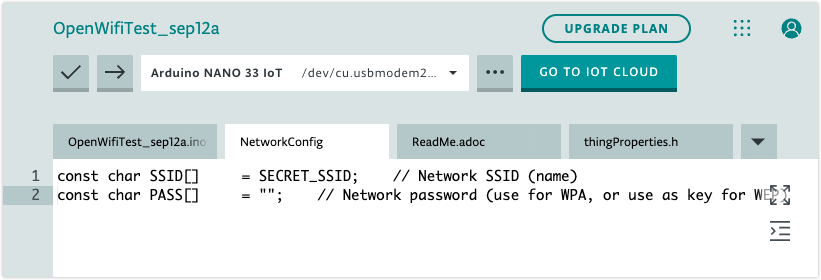 OpenWifiTest_sep12a
UPGRADE PLAN
Arduino NANO 33 IoT /dev/cu.usbmodem2...
GO TO IOT CLOUD
OpenWifiTest_sep12a.ino NetworkConfig ReadMe.adoc thingProperties.h
1 const char SSID[] = SECRET_SSID; // Network SSID (name)
2 const char PASS[] = ""; // Network password (use for WPA, or use as key for WEP)